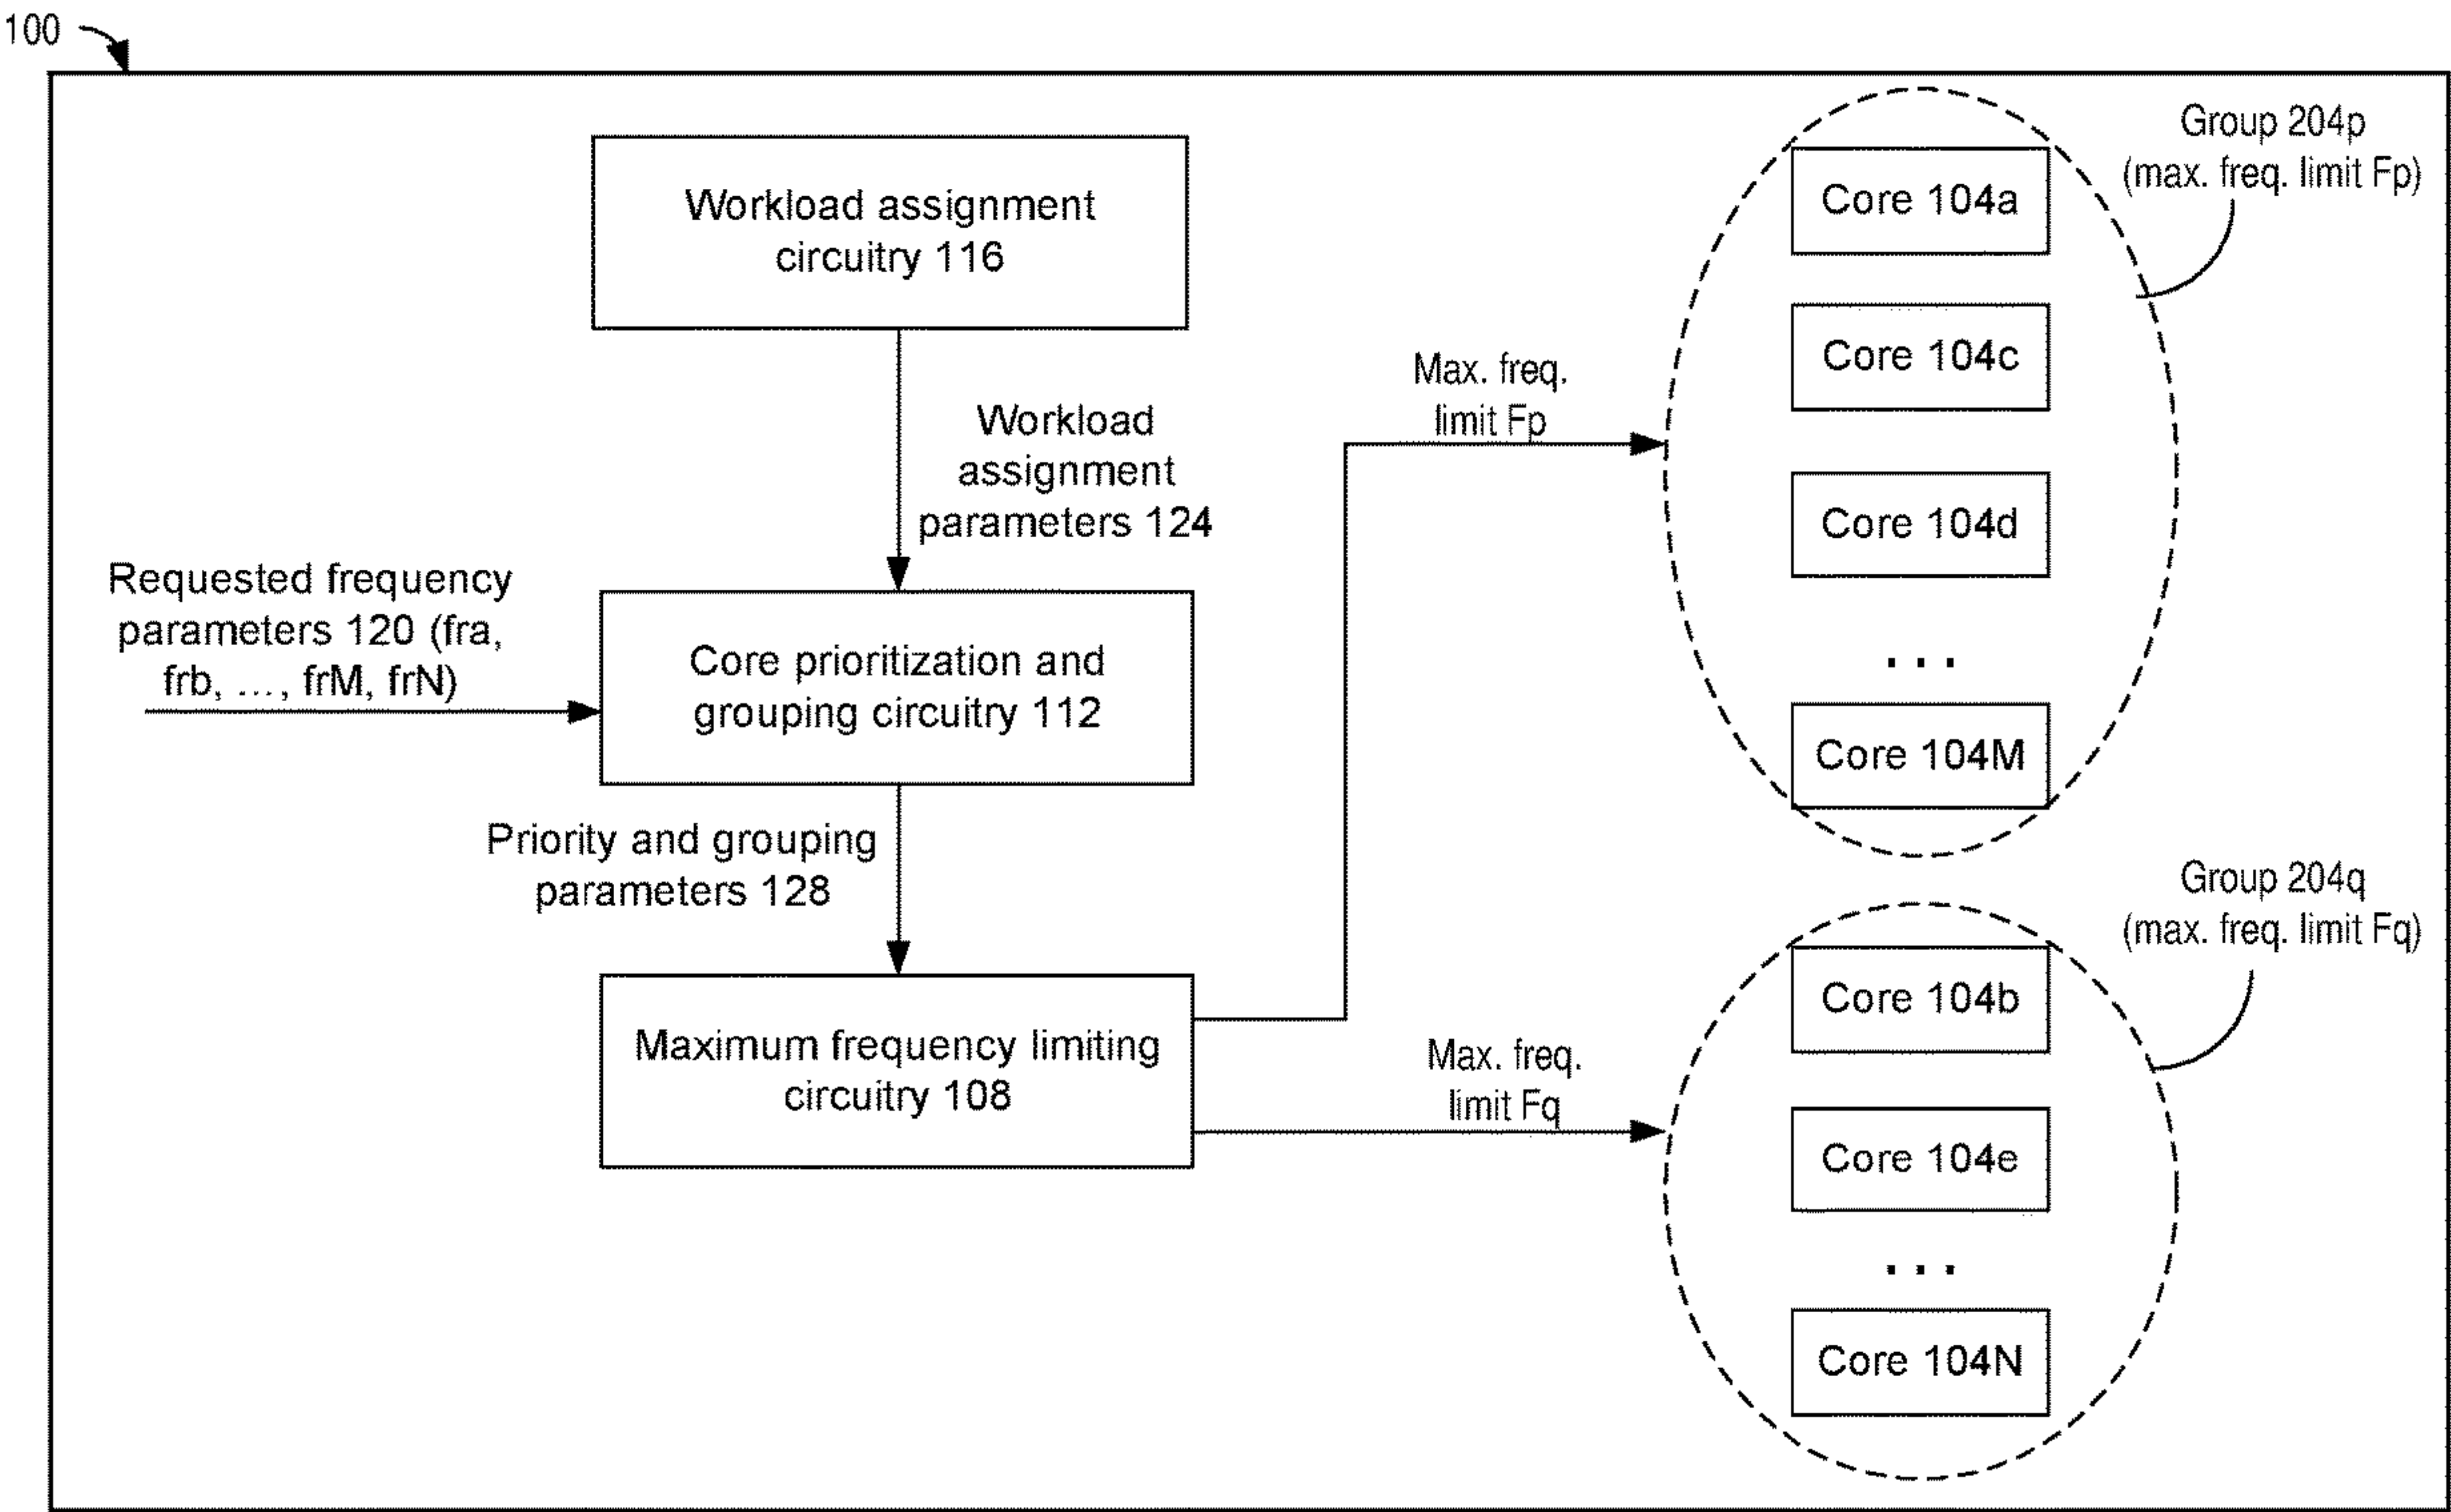 100
Workload assignment
circuitry 116
Workload
assignment
parameters 124
Requested frequency
parameters 120 (fra,
frb, ..., frM, frN)
Core prioritization and
grouping circuitry 112
Priority and grouping
parameters 128
Maximum frequency limiting
circuitry 108
Max. freq.
limit Fp
Max. freq.
limit Fq
Group 204p
(max. freq. limit Fp)
Core 104a
Core 104c
Core 104d
...
Core 104M
Group 204q
(max. freq. limit Fq)
Core 104b
Core 104e
...
Core 104N